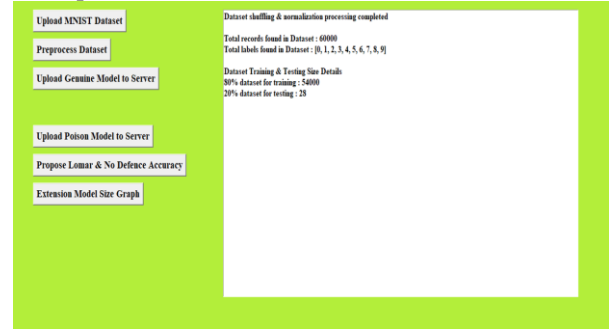 Upload MNIST Dataset
Preprocess Dataset
Upload Genuine Model to Server
Upload Poison Model to Server
Propose Lomar & No Defence Accuracy
Extension Model Size Graph
Dataset shuffling & normalization processing completed
Total records found in Dataset : 60000
Total labels found in Dataset : [0, 1, 2, 3, 4, 5, 6, 7, 8, 9]
Dataset Training & Testing Size Details
80% dataset for training : 54000
20% dataset for testing : 28